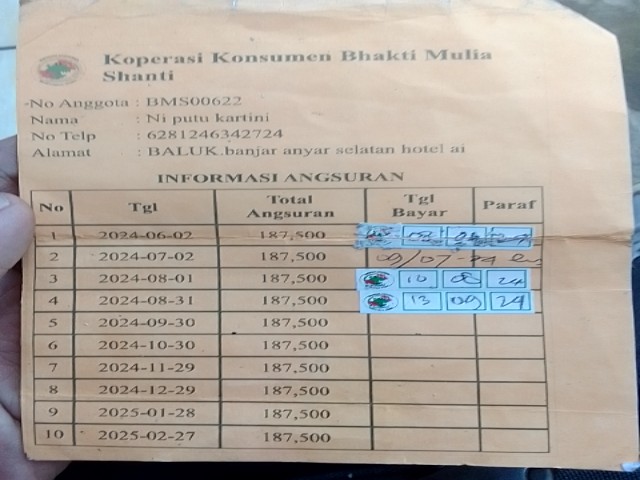 Koperasi Konsumen Bhakti Mulia
Shanti
No Anggota : BMS00622
Nama : Ni putu kartini
No Telp : 6281246342724
Alamat : BALUK.banjar anyar selatan hotel ai
INFORMASI ANGSURAN
No Tgl Total Angsuran Tgl Bayar Paraf
1 2024-06-02 187,500
2 2024-07-02 187,500 09/07-24
3 2024-08-01 187,500 10 08 24
4 2024-08-31 187,500 13 09 24
5 2024-09-30 187,500
6 2024-10-30 187,500
7 2024-11-29 187,500
8 2024-12-29 187,500
9 2025-01-28 187,500
10 2025-02-27 187,500